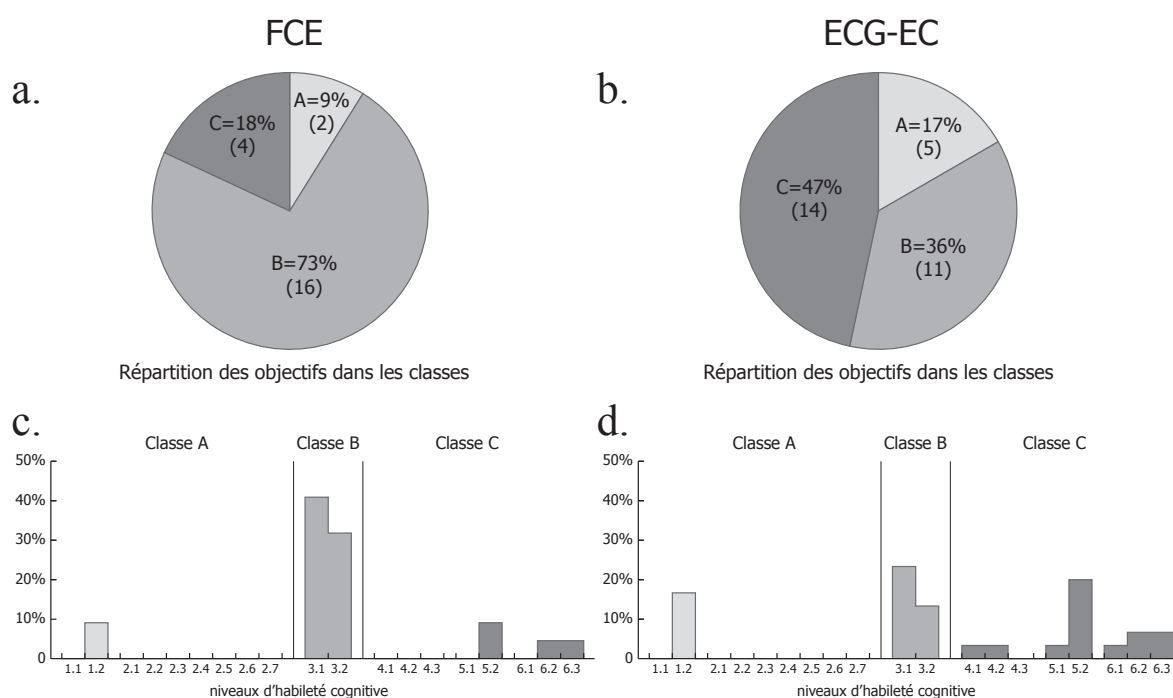 FCE
ECG-EC
a.
A=9%
(2)
C=18%
(4)
B=73%
(16)
Répartition des objectifs dans les classes
b.
A=17%
(5)
C=47%
(14)
B=36%
(11)
Répartition des objectifs dans les classes
c.
Classe A
Classe B
Classe C
50%
40%
30%
20%
10%
0
1.1 1.2 2.1 2.2 2.3 2.4 2.5 2.6 2.7 3.1 3.2 4.1 4.2 4.3 5.1 5.2 6.1 6.2 6.3
niveaux d'habileté cognitive
d.
Classe A
Classe B
Classe C
50%
40%
30%
20%
10%
0
1.1 1.2 2.1 2.2 2.3 2.4 2.5 2.6 2.7 3.1 3.2 4.1 4.2 4.3 5.1 5.2 6.1 6.2 6.3
niveaux d'habileté cognitive